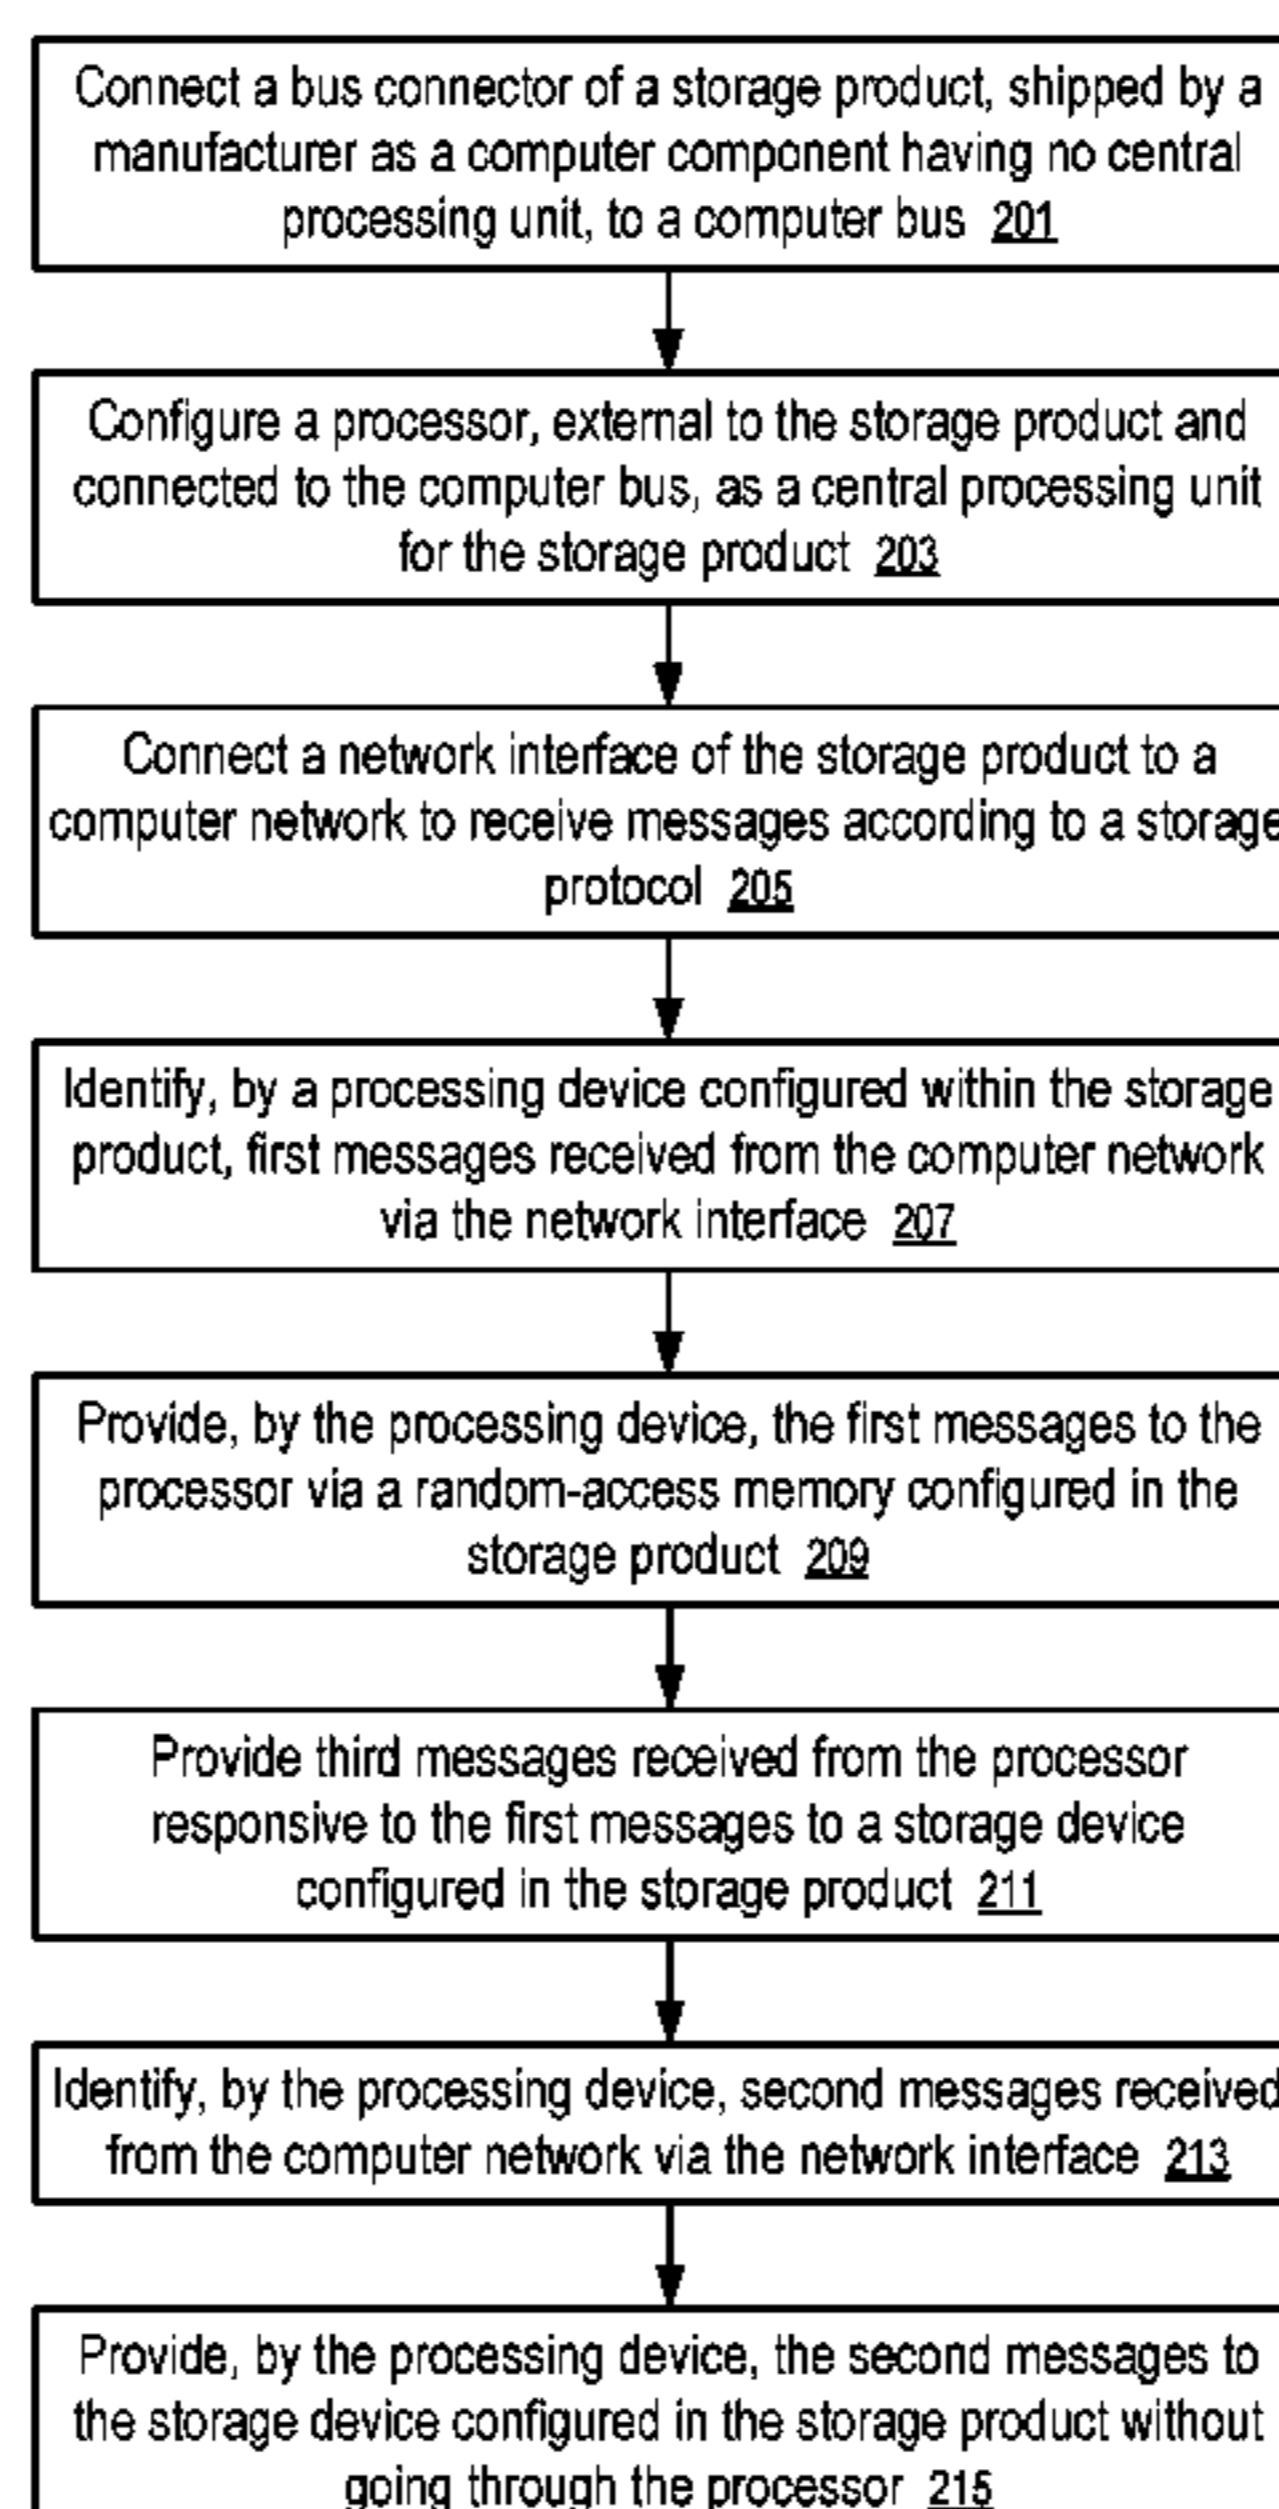 Connect a bus connector of a storage product, shipped by a
manufacturer as a computer component having no central
processing unit, to a computer bus 201
Configure a processor, external to the storage product and
connected to the computer bus, as a central processing unit
for the storage product 203
Connect a network interface of the storage product to a
computer network to receive messages according to a storage
protocol 205
Identify, by a processing device configured within the storage
product, first messages received from the computer network
via the network interface 207
Provide, by the processing device, the first messages to the
processor via a random-access memory configured in the
storage product 209
Provide third messages received from the processor
responsive to the first messages to a storage device
configured in the storage product 211
Identify, by the processing device, second messages received
from the computer network via the network interface 213
Provide, by the processing device, the second messages to
the storage device configured in the storage product without
going through the processor 215